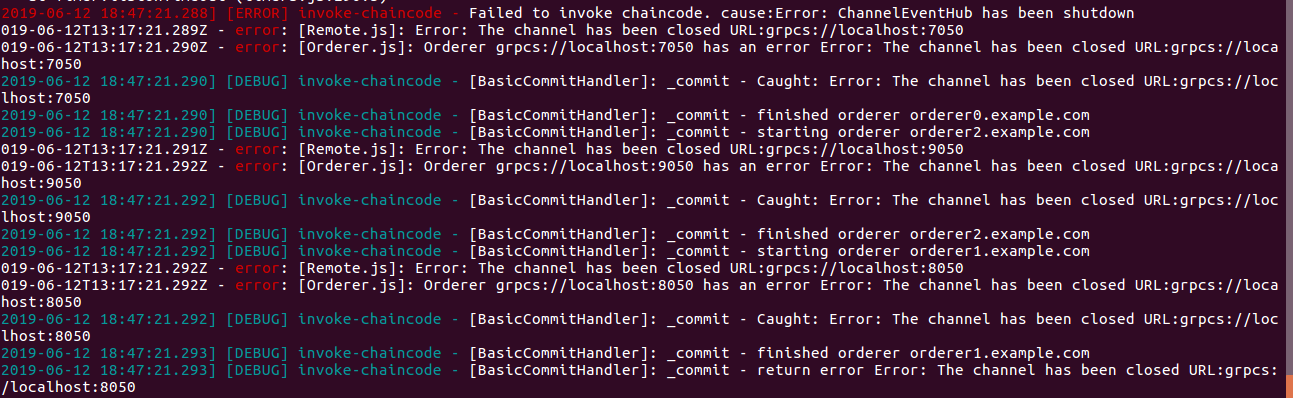 2019-06-12 18:47:21.288] [ERROR] invoke-chaincode - Failed to invoke chaincode. cause:Error: ChannelEventHub has been shutdown
019-06-12T13:17:21.289Z - error: [Remote.js]: Error: The channel has been closed URL:grpcs://localhost:7050
019-06-12T13:17:21.290Z - error: [Orderer.js]: Orderer grpcs://localhost:7050 has an error Error: The channel has been closed URL:grpcs://loca
host:7050
2019-06-12 18:47:21.290] [DEBUG] invoke-chaincode - [BasicCommitHandler]: _commit - Caught: Error: The channel has been closed URL:grpcs://loc
lhost:7050
2019-06-12 18:47:21.290] [DEBUG] invoke-chaincode - [BasicCommitHandler]: _commit - finished orderer orderer0.example.com
2019-06-12 18:47:21.290] [DEBUG] invoke-chaincode - [BasicCommitHandler]: _commit - starting orderer orderer2.example.com
019-06-12T13:17:21.291Z - error: [Remote.js]: Error: The channel has been closed URL:grpcs://localhost:9050
019-06-12T13:17:21.292Z - error: [Orderer.js]: Orderer grpcs://localhost:9050 has an error Error: The channel has been closed URL:grpcs://loca
host:9050
2019-06-12 18:47:21.292] [DEBUG] invoke-chaincode - [BasicCommitHandler]: _commit - Caught: Error: The channel has been closed URL:grpcs://loc
lhost:9050
2019-06-12 18:47:21.292] [DEBUG] invoke-chaincode - [BasicCommitHandler]: _commit - finished orderer orderer2.example.com
2019-06-12 18:47:21.292] [DEBUG] invoke-chaincode - [BasicCommitHandler]: _commit - starting orderer orderer1.example.com
019-06-12T13:17:21.292Z - error: [Remote.js]: Error: The channel has been closed URL:grpcs://localhost:8050
019-06-12T13:17:21.292Z - error: [Orderer.js]: Orderer grpcs://localhost:8050 has an error Error: The channel has been closed URL:grpcs://loca
host:8050
2019-06-12 18:47:21.292] [DEBUG] invoke-chaincode - [BasicCommitHandler]: _commit - Caught: Error: The channel has been closed URL:grpcs://loc
lhost:8050
2019-06-12 18:47:21.293] [DEBUG] invoke-chaincode - [BasicCommitHandler]: _commit - finished orderer orderer1.example.com
2019-06-12 18:47:21.293] [DEBUG] invoke-chaincode - [BasicCommitHandler]: _commit - return error Error: The channel has been closed URL:grpcs:
/localhost:8050